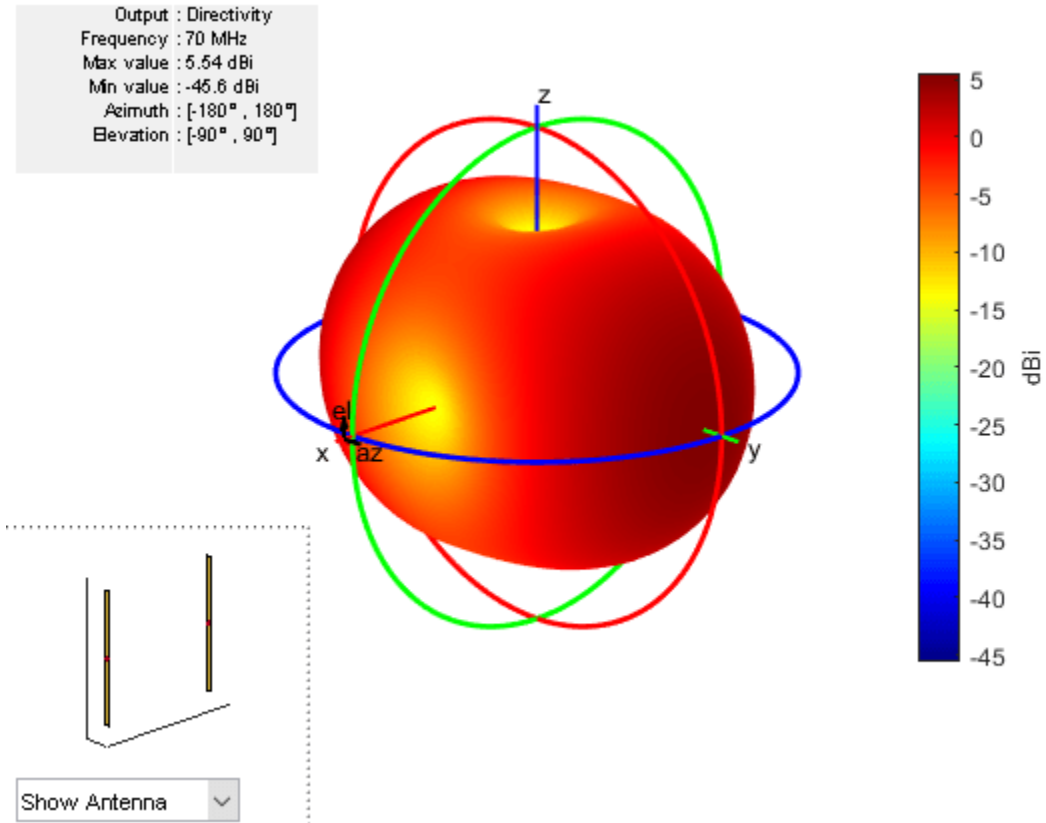 Output : Directivity
Frequency : 70 MHz
Max value : 5.54 dBi
Min value : -45.6 dBi
Azimuth : [-180° , 180°]
Elevation : [-90° , 90°]
z
el
x
az
y
5
0
-5
-10
-15
-20
-25
-30
-35
-40
-45
dBi
Show Antenna